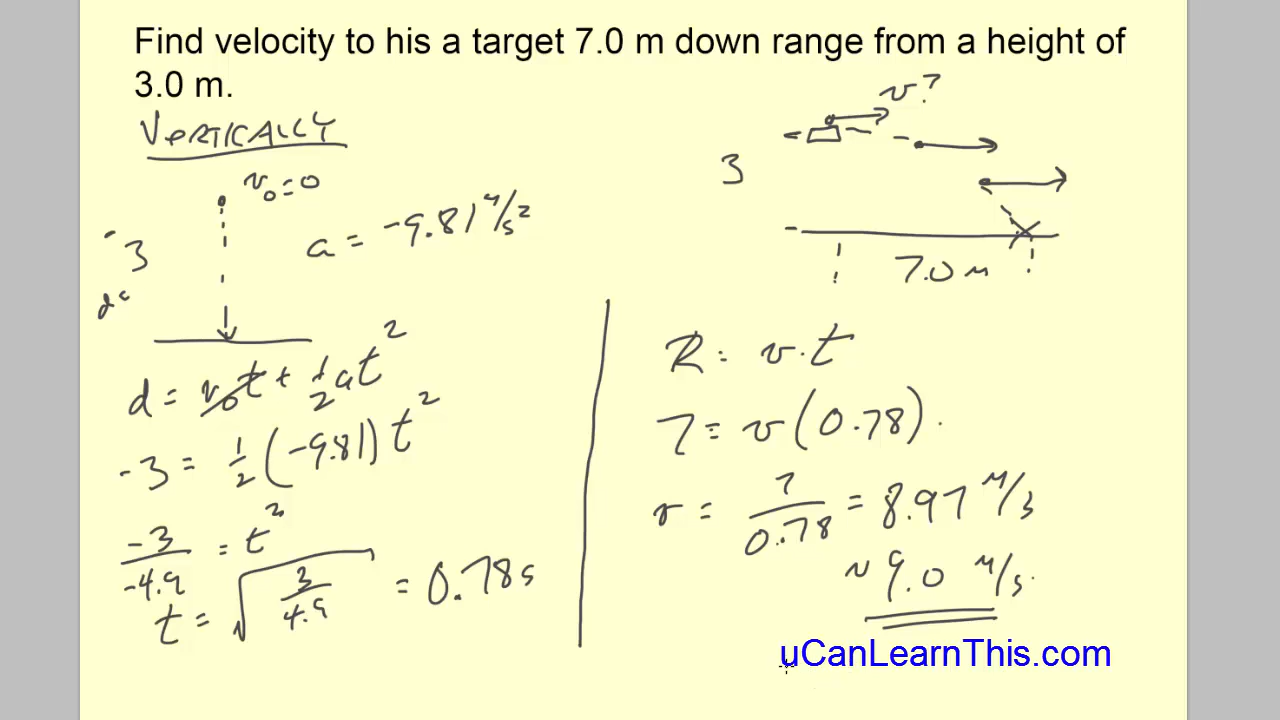 Find velocity to his a target 7.0 m down range from a height of
3.0 m.
VERTICALLY
v₀=0
a = -9.81 m/s²
-3
d=
d = v₀t + ½at²
-3 = ½(-9.81)t²
-3/-4.9 = t²
t = √(3/4.9) = 0.78s
v?
3
7.0 m
R = v·t
7 = v(0.78)
v = 7/0.78 = 8.97 m/s
~ 9.0 m/s.
uCanLearnThis.com